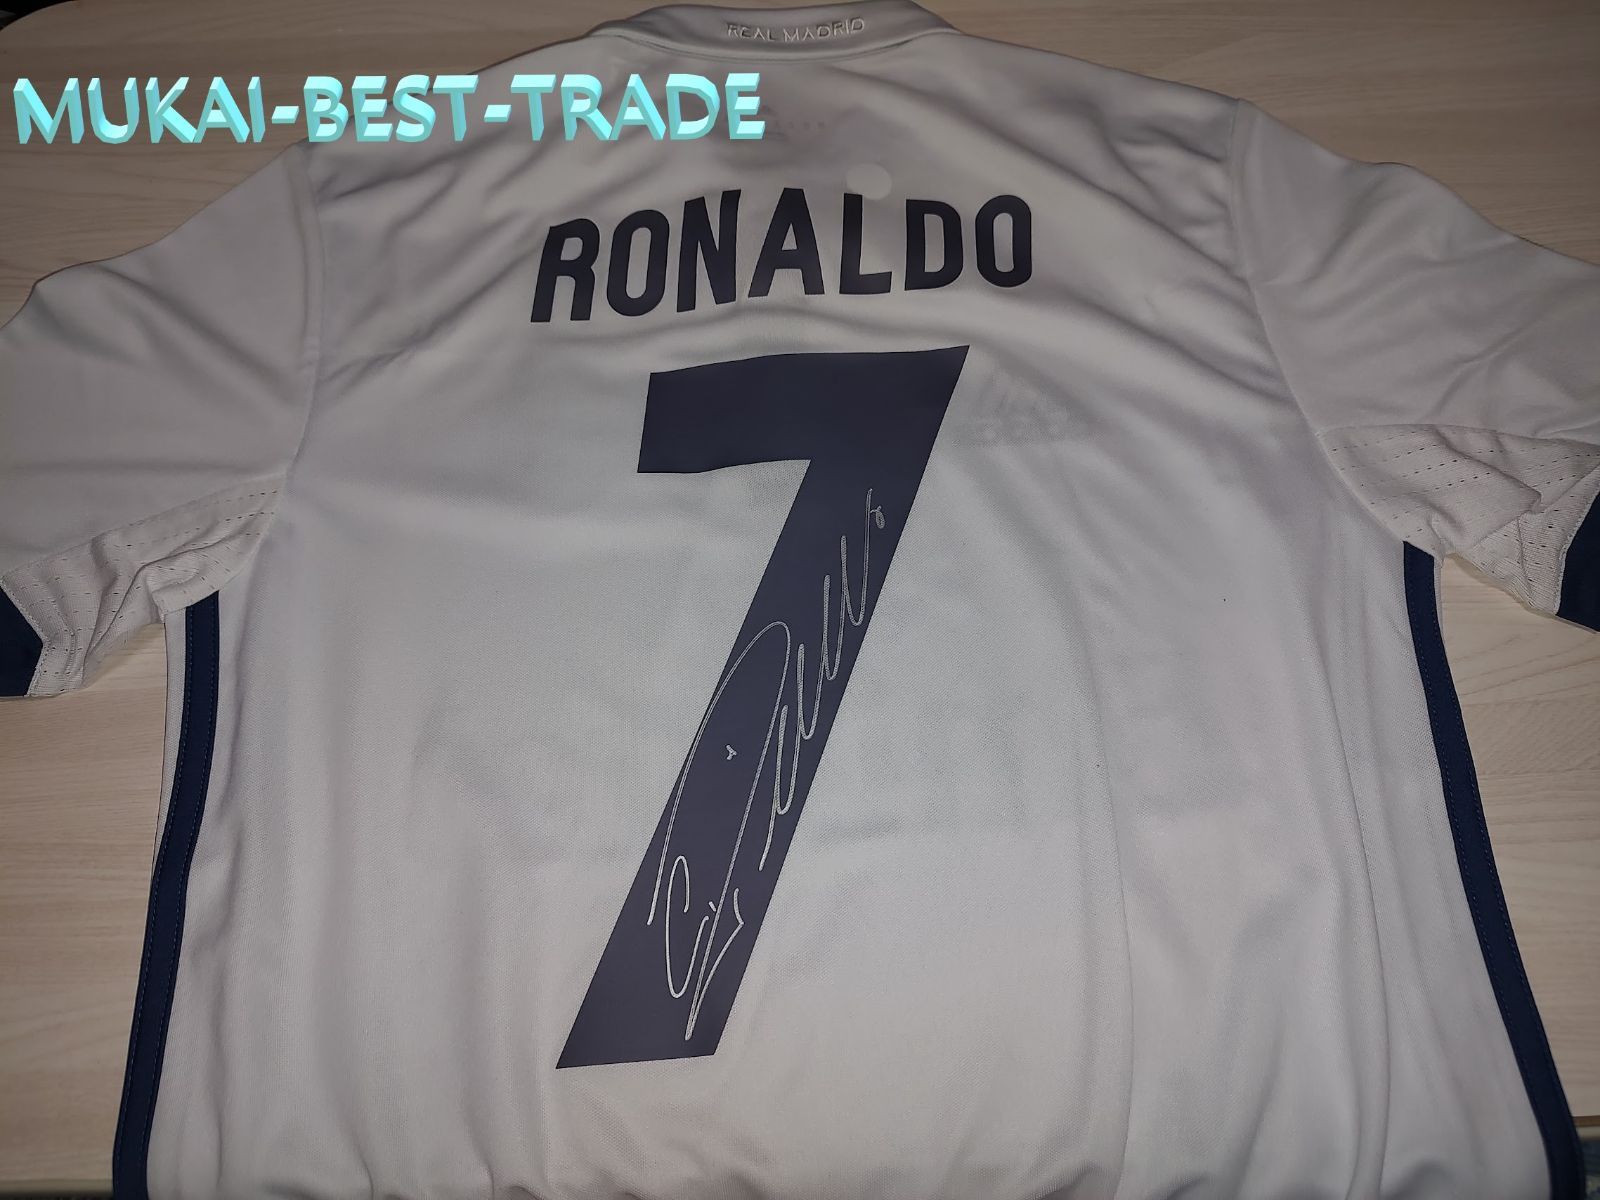 REAL MADRID
MUKAI-BEST-TRADE
RONALDO
7